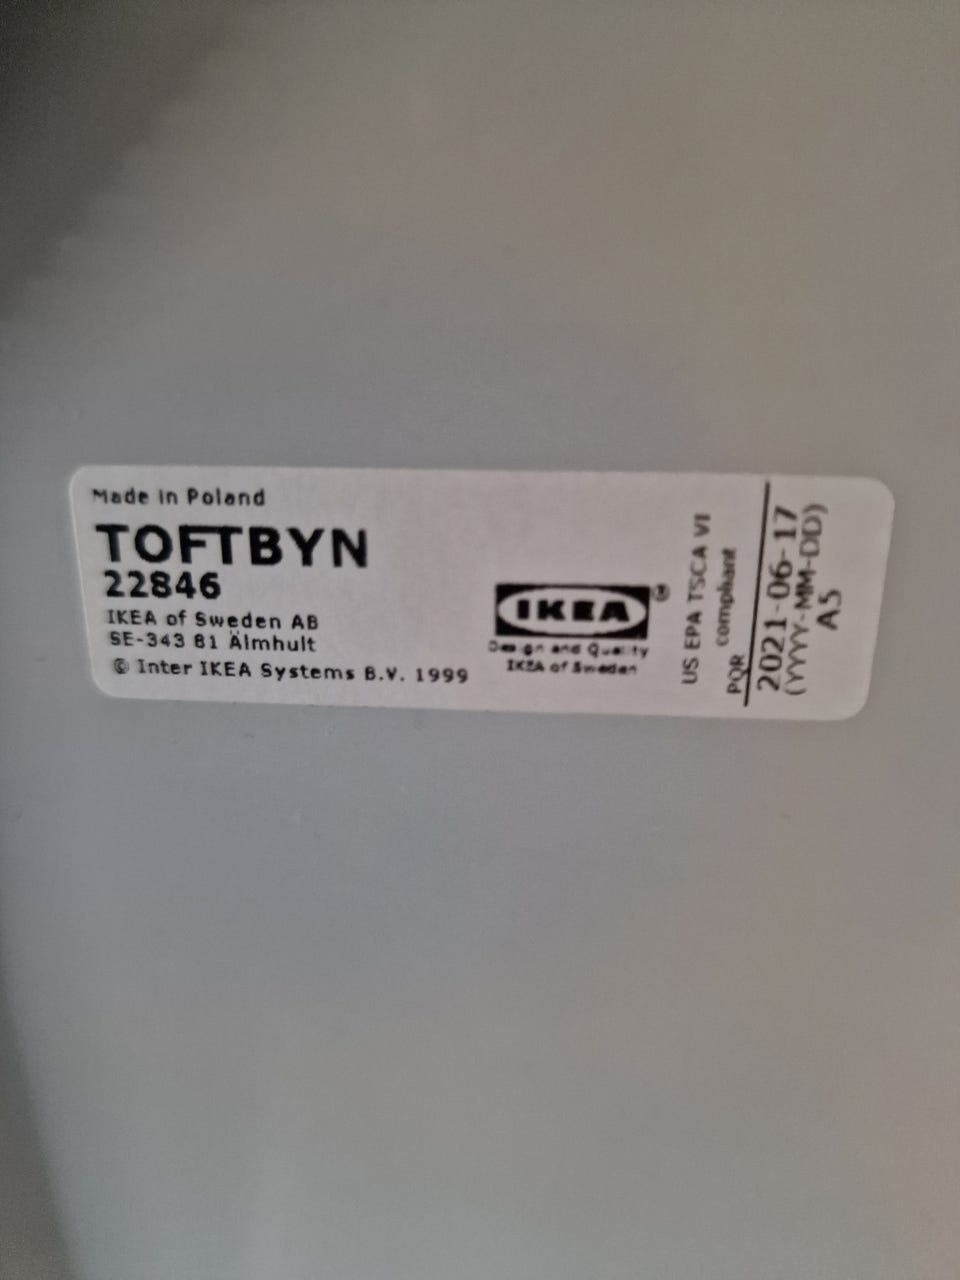 Made in Poland
TOFTBYN
22846
IKEA of Sweden AB
SE-343 81 Älmhult
© Inter IKEA Systems B.V. 1999
IKEA®
Design and Quality
IKEA of Sweden
US EPA TSCA VI
compliant
PQR
2021-06-17
(YYYY-MM-DD)
A5